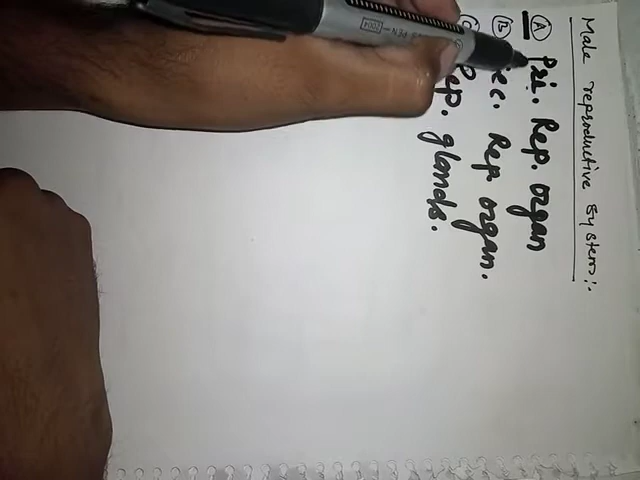 Male reproductive system:-
(A) Pri. Rep. organ
(B) Sec. Rep. organ.
(C) Rep. glands.